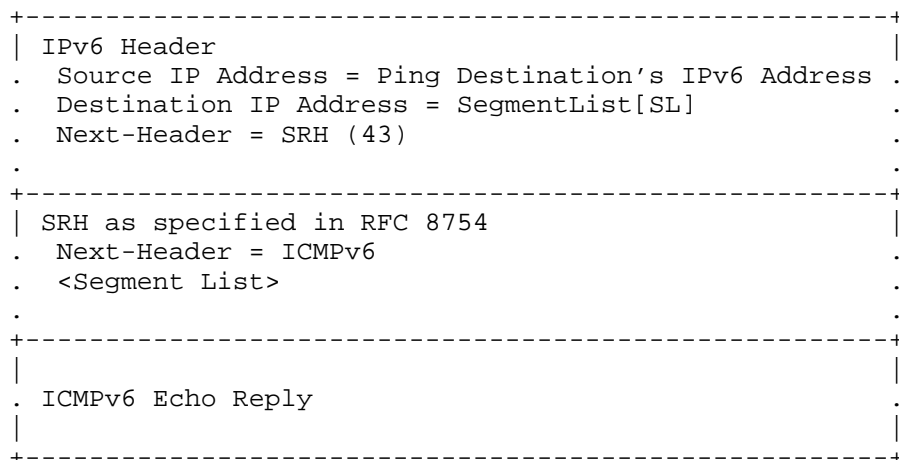 IPv6 Header
Source IP Address = Ping Destination's IPv6 Address
Destination IP Address = SegmentList[SL]
Next-Header = SRH (43)
SRH as specified in RFC 8754
Next-Header = ICMPv6
<Segment List>
ICMPv6 Echo Reply